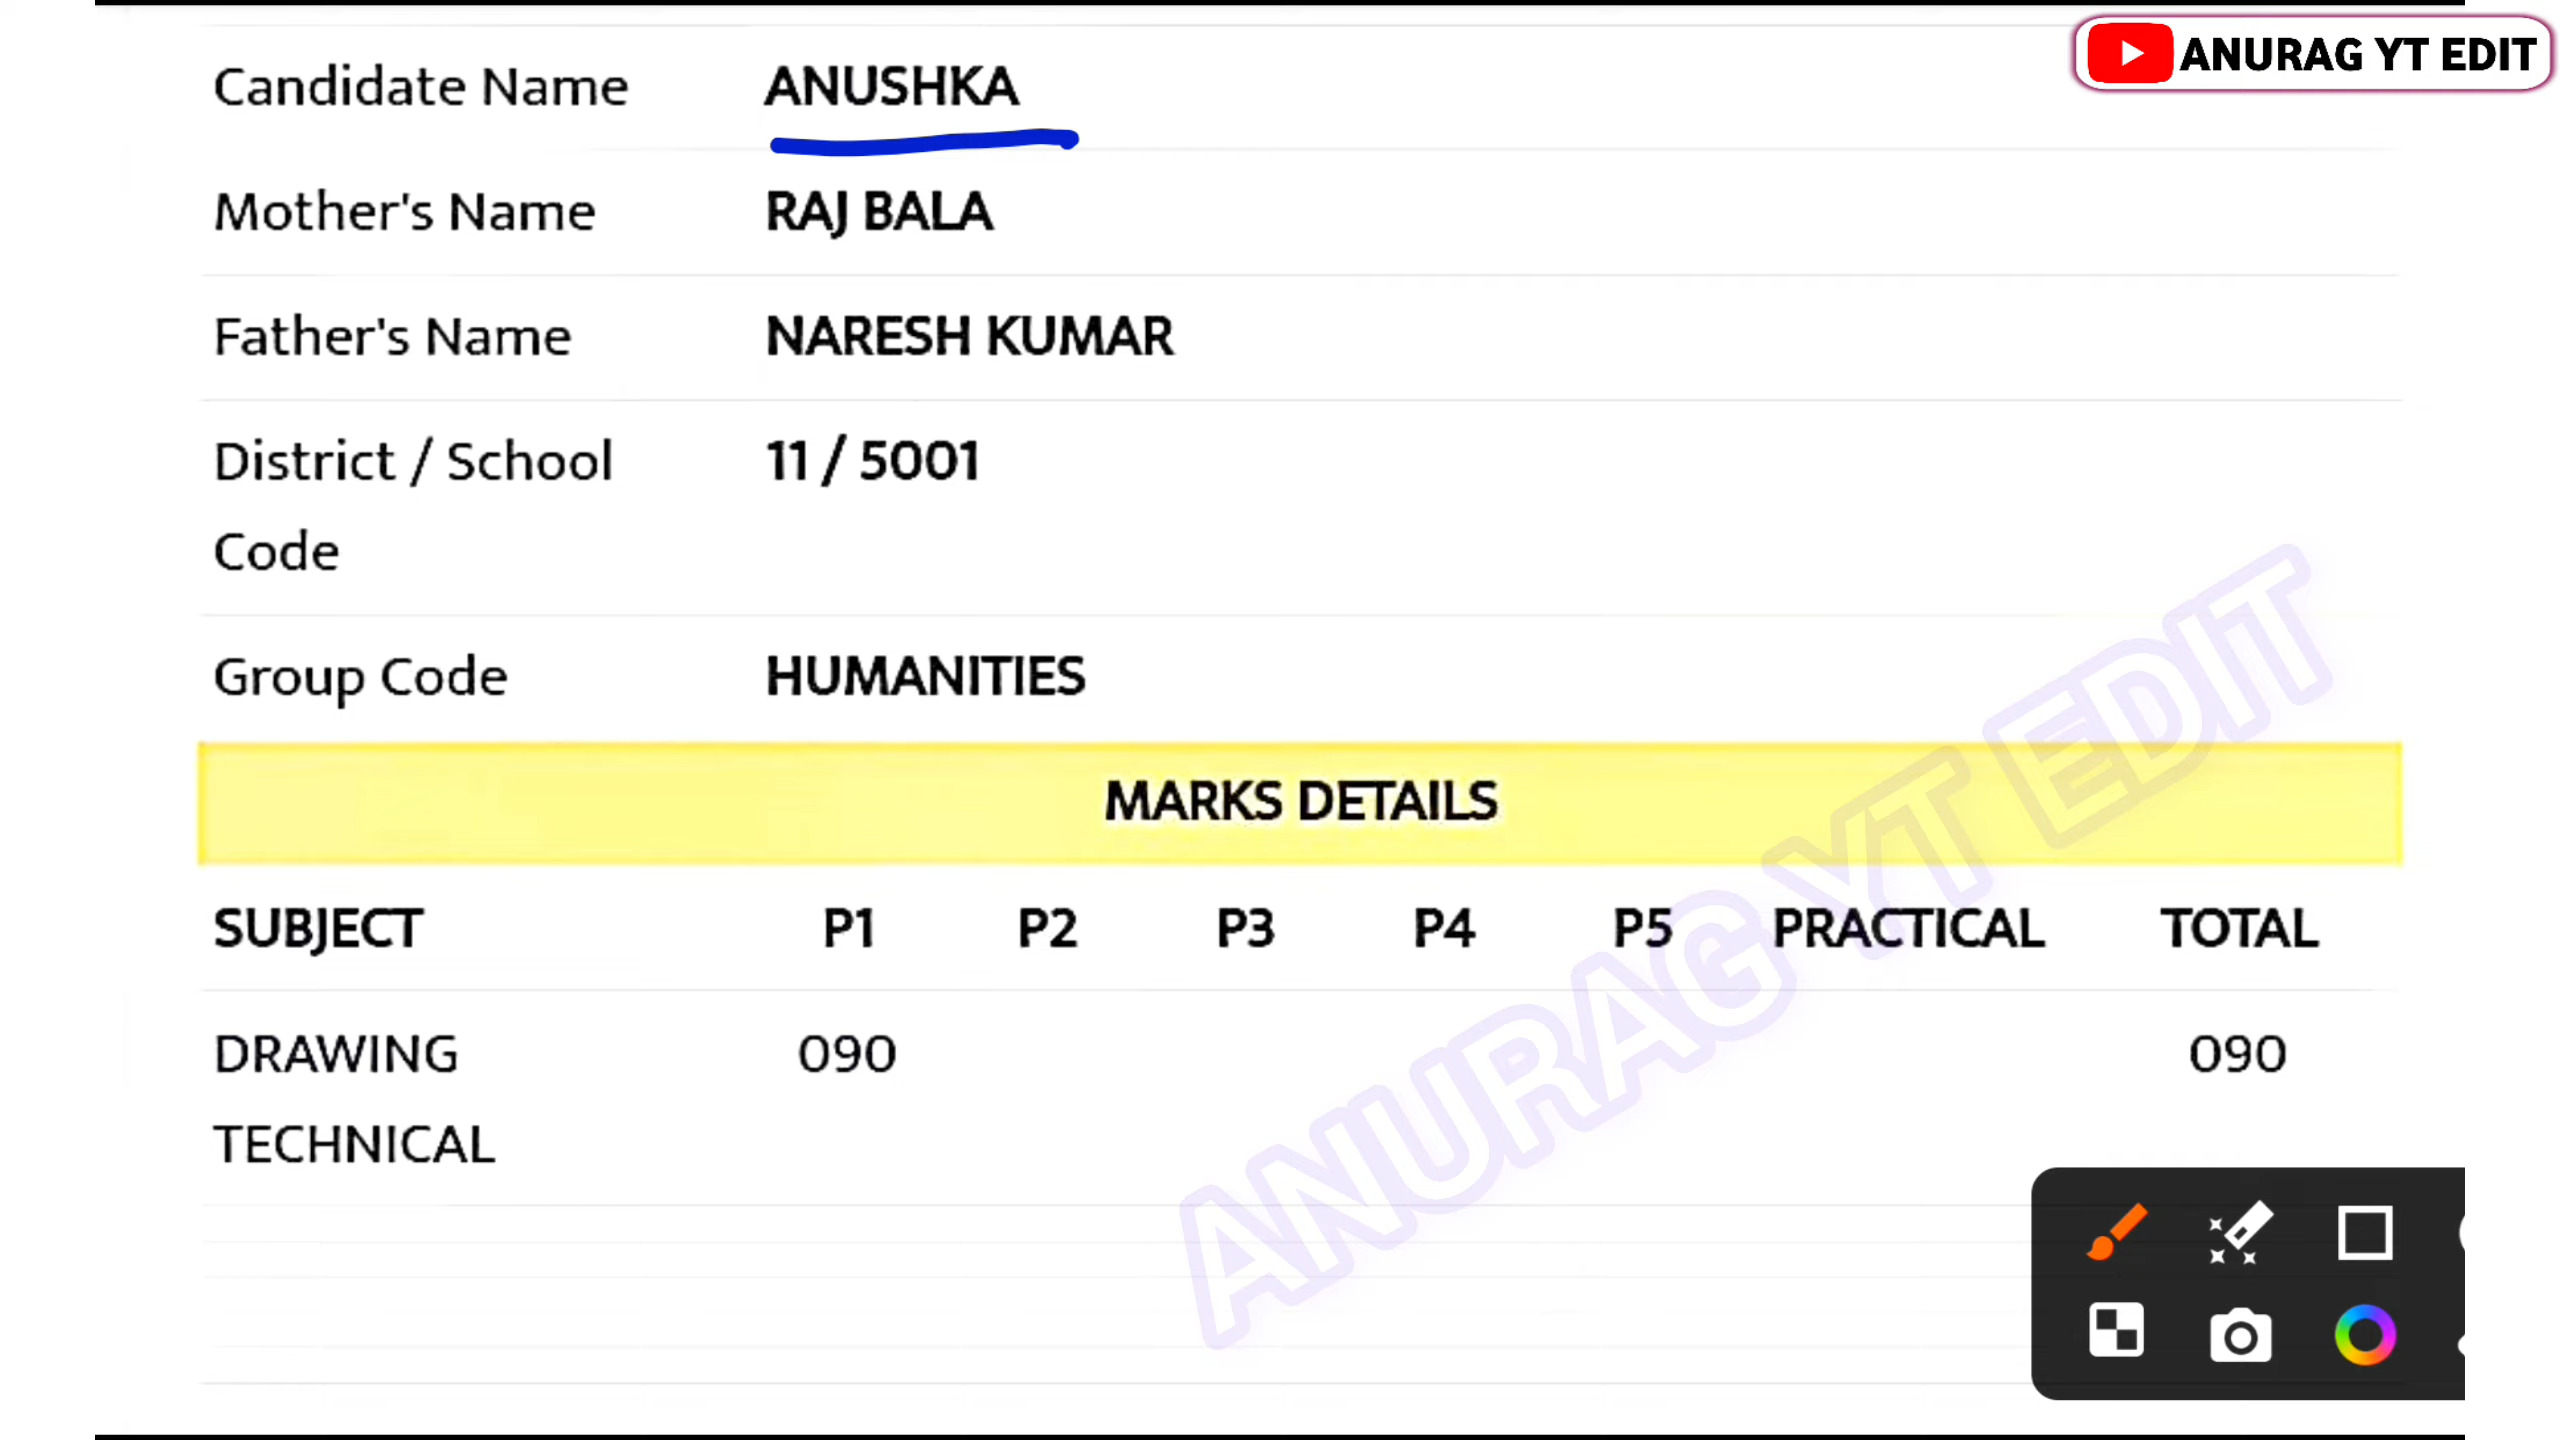 ANURAG YT EDIT
Candidate Name ANUSHKA
Mother's Name RAJ BALA
Father's Name NARESH KUMAR
District / School 11 / 5001
Code
Group Code HUMANITIES
MARKS DETAILS
SUBJECT P1 P2 P3 P4 P5 PRACTICAL TOTAL
DRAWING 090 090
TECHNICAL
ANURAG YT EDIT